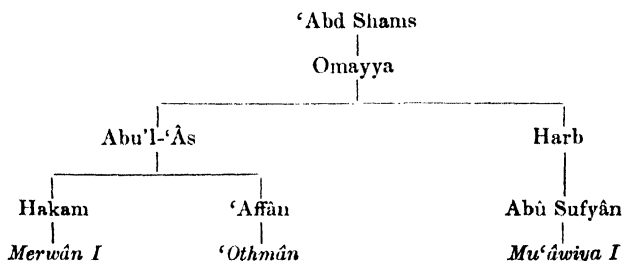 ‘Abd Shams
Omayya
Abu'l-‘Âs Harb
Hakam ‘Affân Abû Sufyân
Merwân I ‘Othmân Mu‘âwiya I